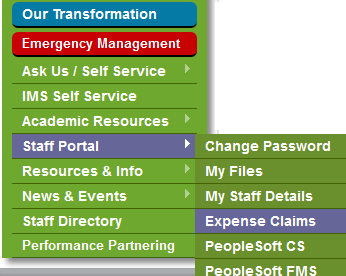 Our Transformation
Emergency Management
Ask Us / Self Service
IMS Self Service
Academic Resources
Staff Portal
Resources & Info
News & Events
Staff Directory
Performance Partnering
Change Password
My Files
My Staff Details
Expense Claims
PeopleSoft CS
PeopleSoft FMS